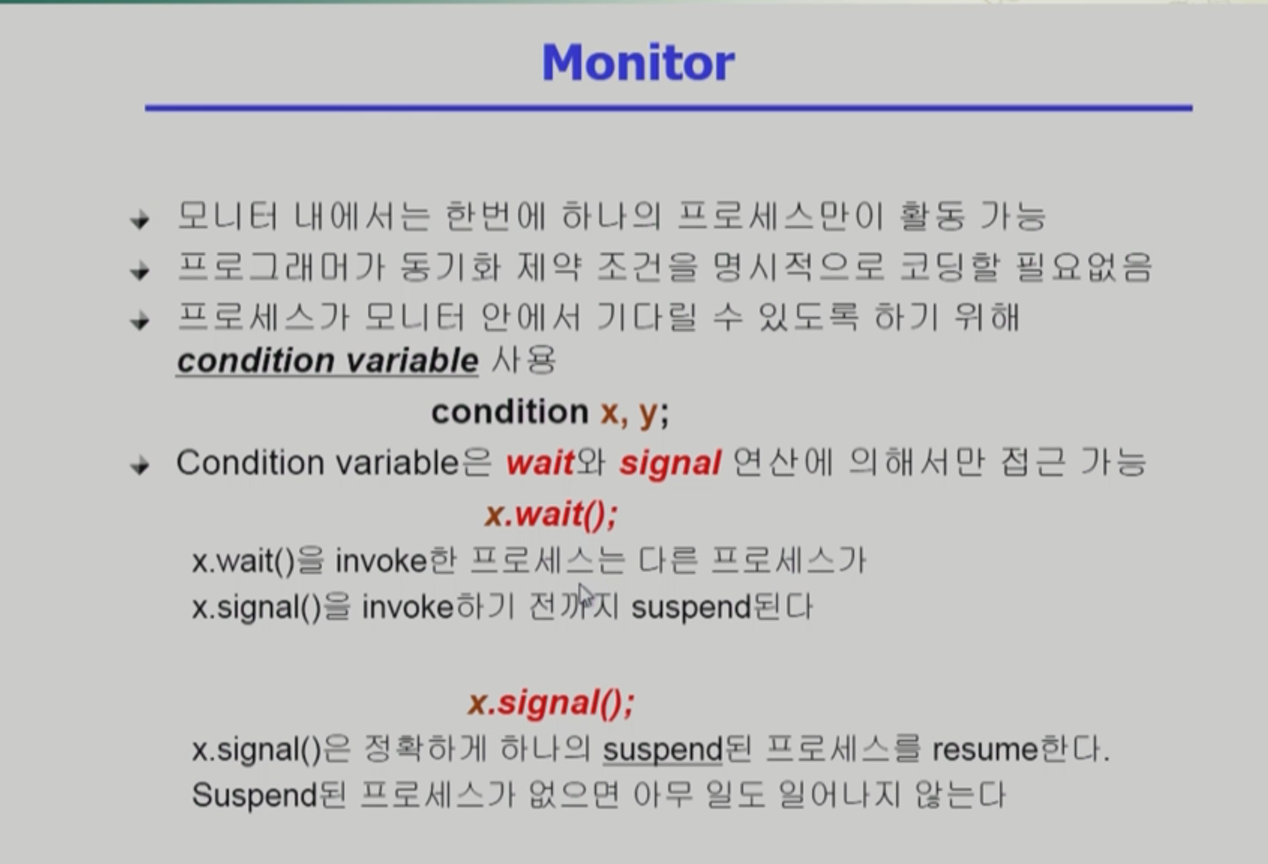 Monitor
모니터 내에서는 한번에 하나의 프로세스만이 활동 가능
프로그래머가 동기화 제약 조건을 명시적으로 코딩할 필요없음
프로세스가 모니터 안에서 기다릴 수 있도록 하기 위해
condition variable 사용
condition x, y;
Condition variable은 wait와 signal 연산에 의해서만 접근 가능
x.wait();
x.wait()을 invoke한 프로세스는 다른 프로세스가
x.signal()을 invoke하기 전까지 suspend된다
x.signal();
x.signal()은 정확하게 하나의 suspend된 프로세스를 resume한다.
Suspend된 프로세스가 없으면 아무 일도 일어나지 않는다